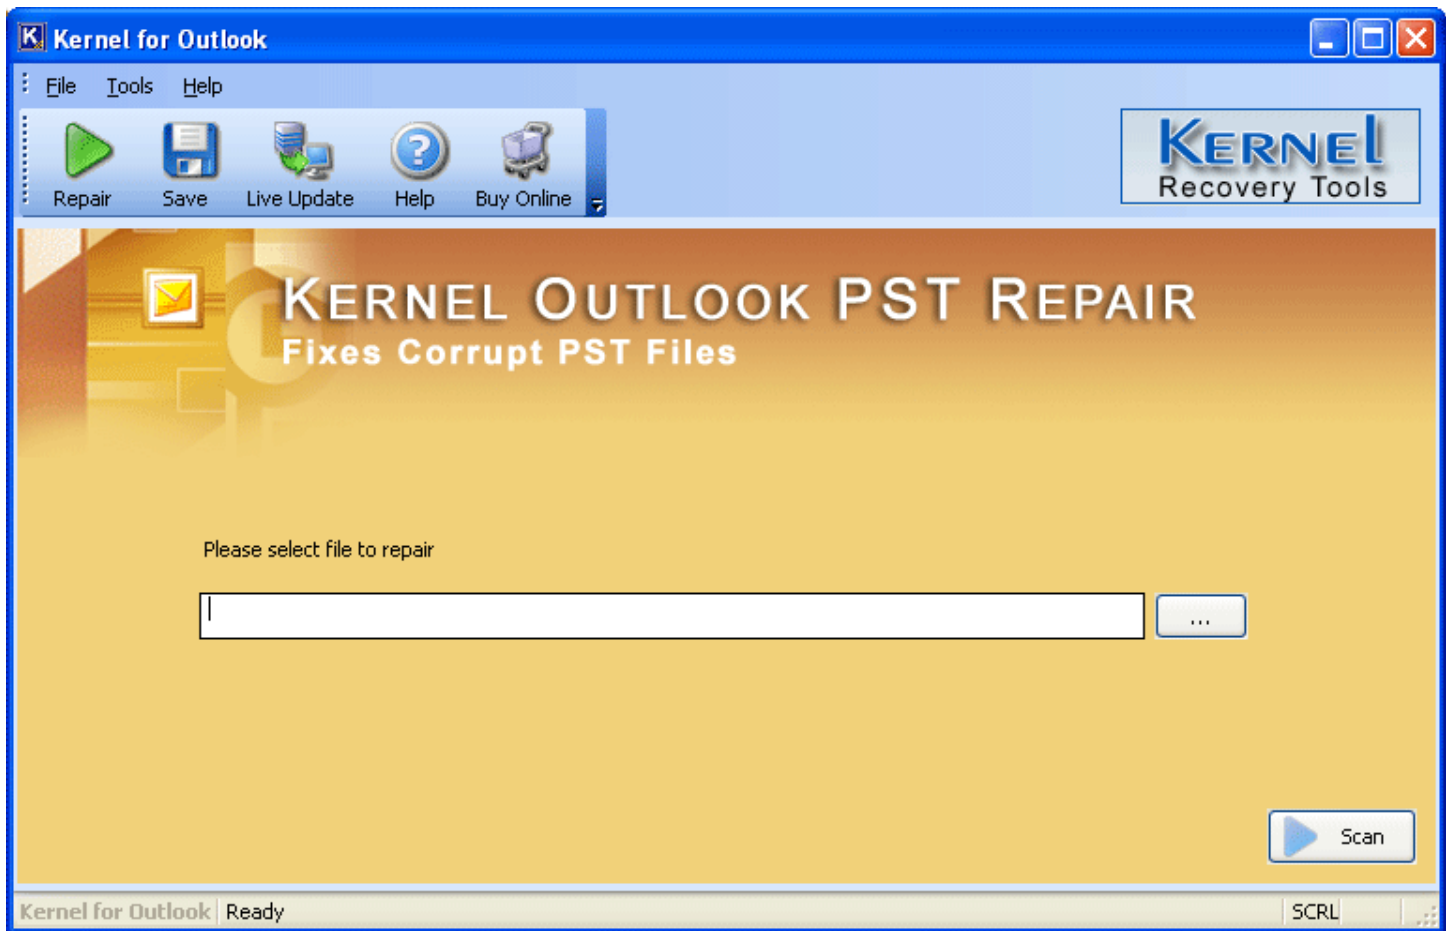 Kernel for Outlook
File Tools Help
Repair Save Live Update Help Buy Online
KERNEL
Recovery Tools
KERNEL OUTLOOK PST REPAIR
Fixes Corrupt PST Files
Please select file to repair
...
Scan
Kernel for Outlook Ready SCRL